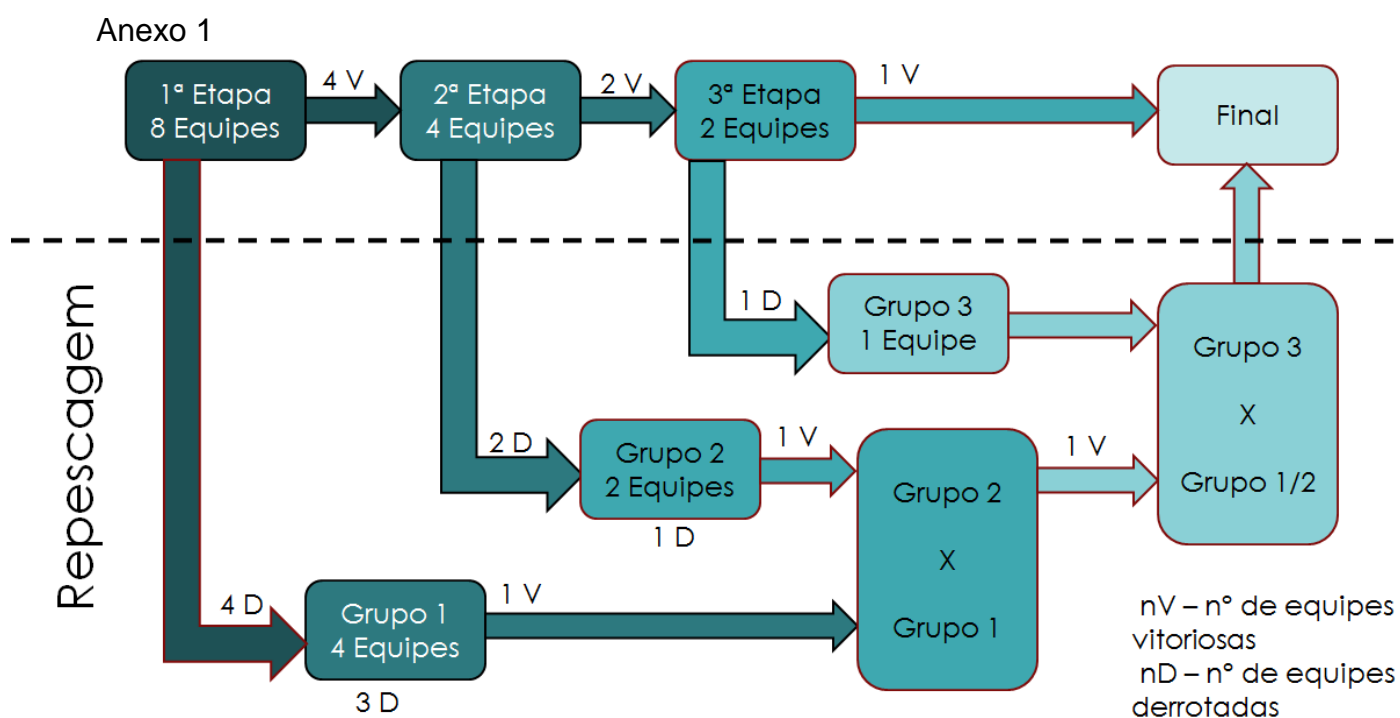 Anexo 1
1ª Etapa
8 Equipes
4 V
2ª Etapa
4 Equipes
2 V
3ª Etapa
2 Equipes
1 V
Final
Repescagem
1 D
Grupo 3
1 Equipe
Grupo 3
X
Grupo 1/2
2 D
Grupo 2
2 Equipes
1 D
1 V
Grupo 2
X
Grupo 1
1 V
4 D
Grupo 1
4 Equipes
3 D
1 V
nV – n° de equipes
vitoriosas
nD – n° de equipes
derrotadas